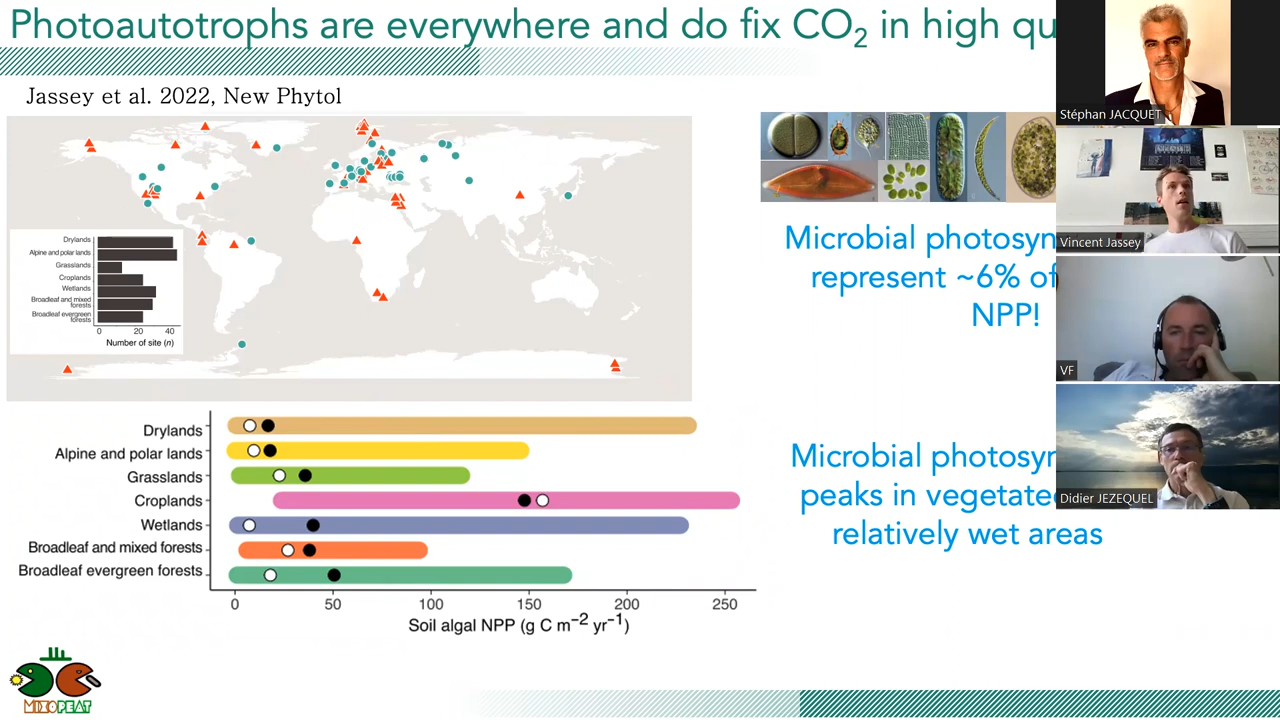 Photoautotrophs are everywhere and do fix CO₂ in high qu
Jassey et al. 2022, New Phytol
Drylands
Alpine and polar lands
Grasslands
Croplands
Wetlands
Broadleaf and mixed
forests
Broadleaf evergreen
forests
0 20 40
Number of site (n)
Microbial photosyn
represent ~6% of
NPP!
Drylands
Alpine and polar lands
Grasslands
Croplands
Wetlands
Broadleaf and mixed forests
Broadleaf evergreen forests
0 50 100 150 200 250
Soil algal NPP (g C m⁻² yr⁻¹)
Microbial photosyn
peaks in vegetated
relatively wet areas
MIXOPEAT
Stéphan JACQUET
Vincent Jassey
VF
Didier JEZEQUEL